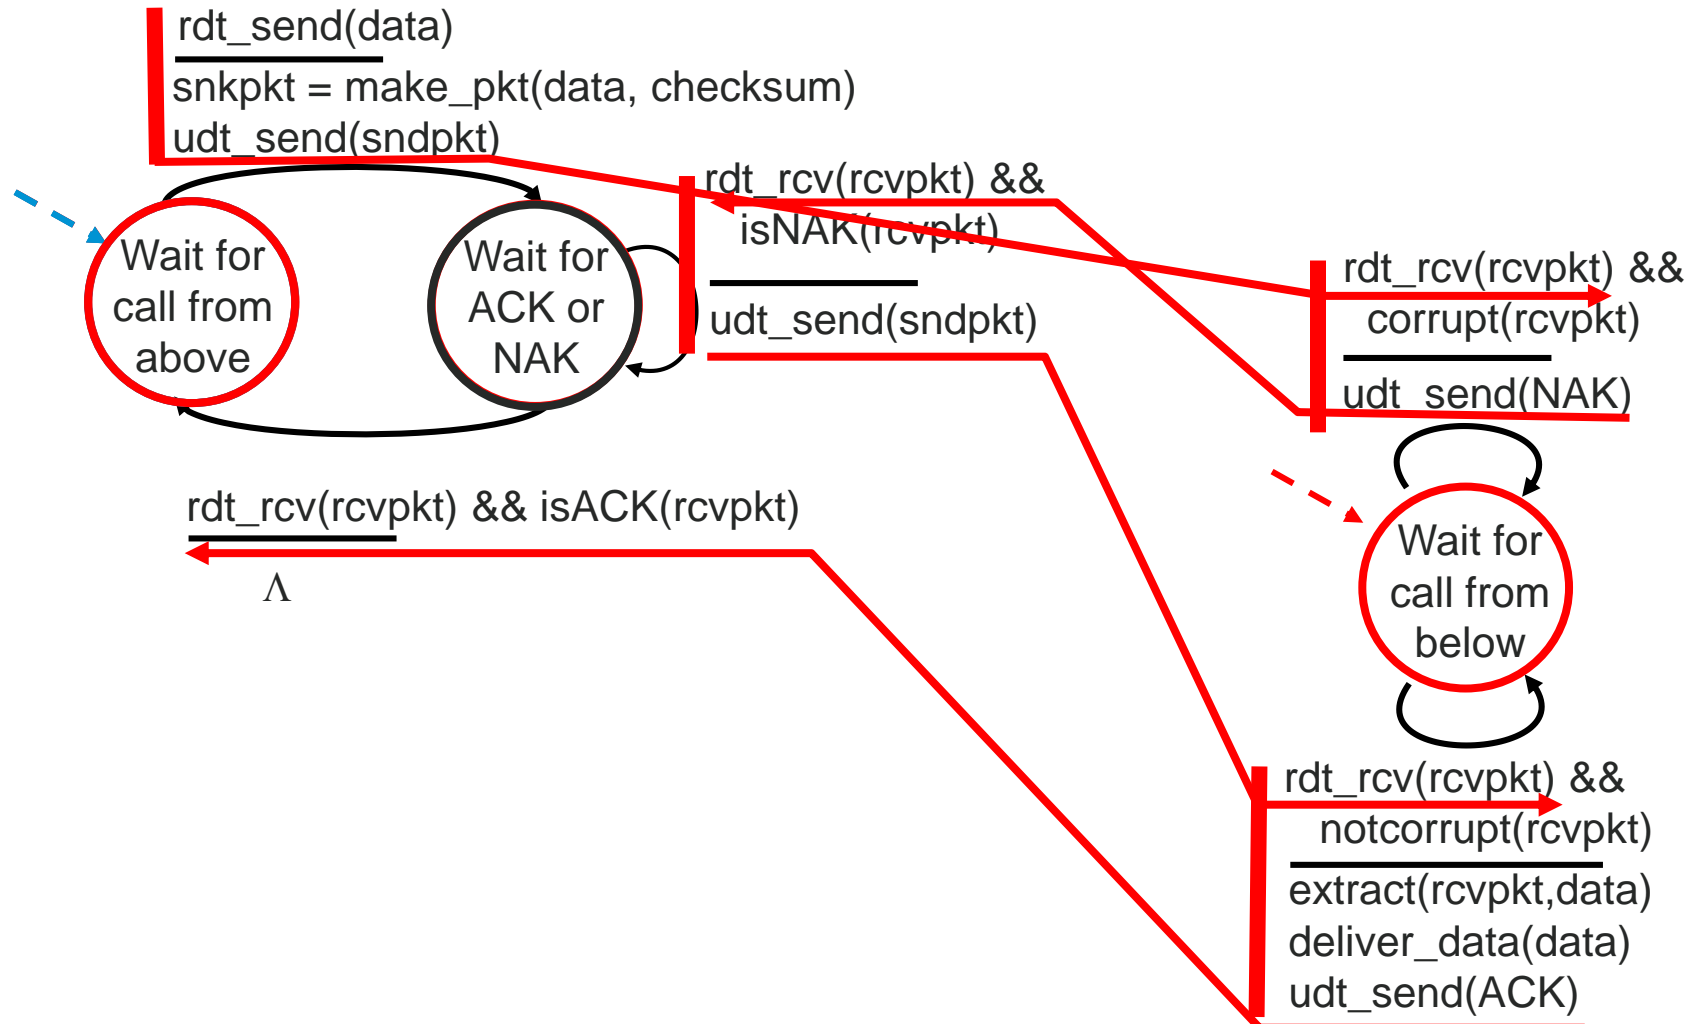 rdt_send(data)
snkpkt = make_pkt(data, checksum)
udt_send(sndpkt)
Wait for
call from
above
Wait for
ACK or
NAK
rdt_rcv(rcvpkt) &&
isNAK(rcvpkt)
udt_send(sndpkt)
rdt_rcv(rcvpkt) && isACK(rcvpkt)
Λ
rdt_rcv(rcvpkt) &&
corrupt(rcvpkt)
udt_send(NAK)
Wait for
call from
below
rdt_rcv(rcvpkt) &&
notcorrupt(rcvpkt)
extract(rcvpkt,data)
deliver_data(data)
udt_send(ACK)